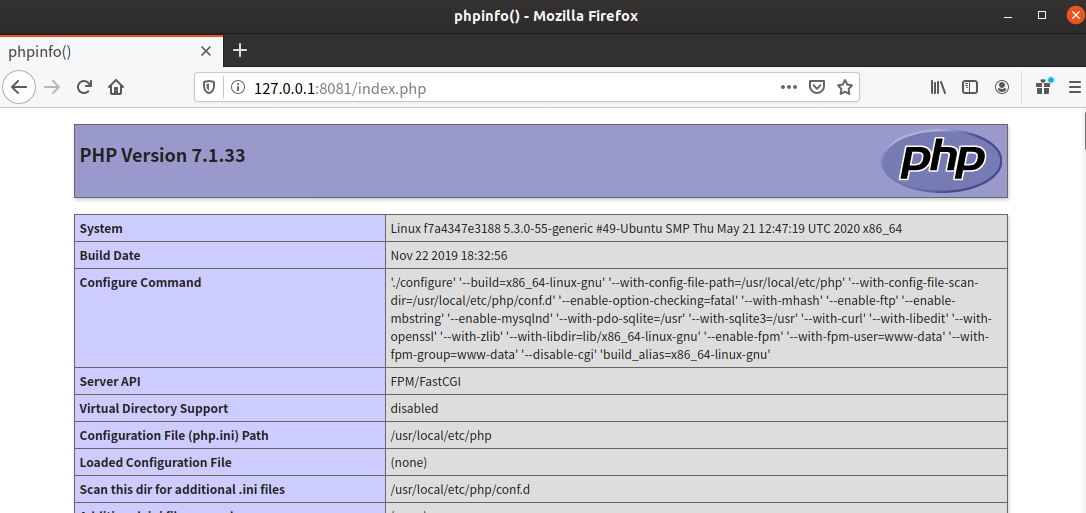 phpinfo() - Mozilla Firefox
phpinfo()
127.0.0.1:8081/index.php
PHP Version 7.1.33
php
System
Linux f7a4347e3188 5.3.0-55-generic #49-Ubuntu SMP Thu May 21 12:47:19 UTC 2020 x86_64
Build Date
Nov 22 2019 18:32:56
Configure Command
'./configure' '--build=x86_64-linux-gnu' '--with-config-file-path=/usr/local/etc/php' '--with-config-file-scan-
dir=/usr/local/etc/php/conf.d' '--enable-option-checking=fatal' '--with-mhash' '--enable-ftp' '--enable-
mbstring' '--enable-mysqlnd' '--with-pdo-sqlite=/usr' '--with-sqlite3=/usr' '--with-curl' '--with-libedit' '--with-
openssl' '--with-zlib' '--with-libdir=lib/x86_64-linux-gnu' '--enable-fpm' '--with-fpm-user=www-data' '--with-
fpm-group=www-data' '--disable-cgi' 'build_alias=x86_64-linux-gnu'
Server API
FPM/FastCGI
Virtual Directory Support
disabled
Configuration File (php.ini) Path
/usr/local/etc/php
Loaded Configuration File
(none)
Scan this dir for additional .ini files
/usr/local/etc/php/conf.d